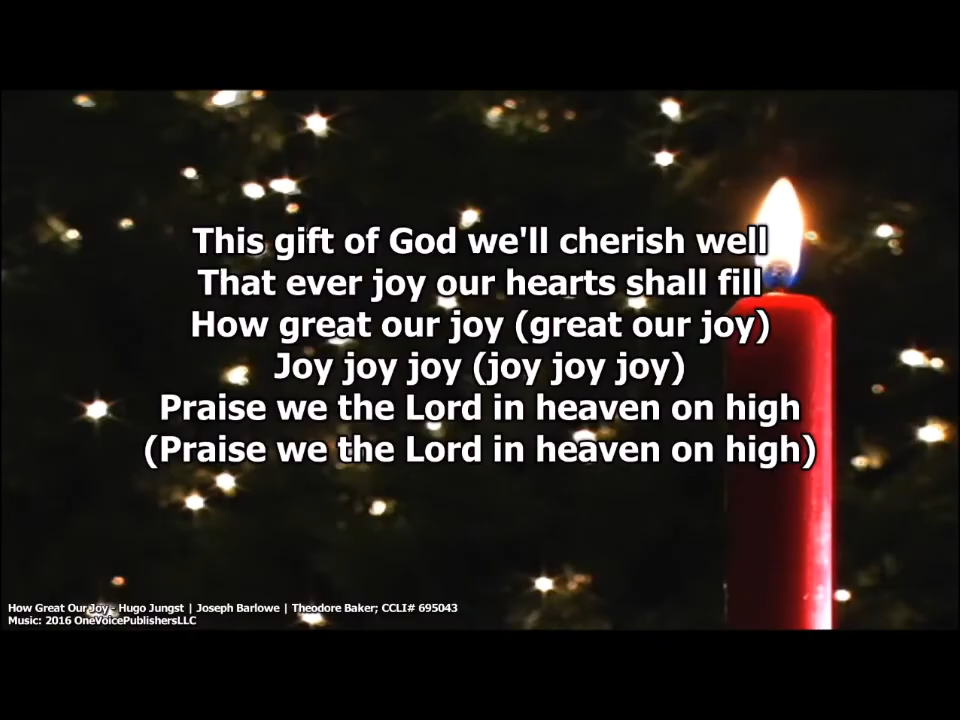 This gift of God we'll cherish well
That ever joy our hearts shall fill
How great our joy (great our joy)
Joy joy joy (joy joy joy)
Praise we the Lord in heaven on high
(Praise we the Lord in heaven on high)
How Great Our Joy - Hugo Jungst | Joseph Barlowe | Theodore Baker; CCLI# 695043
Music: 2016 OneVoicePublishersLLC